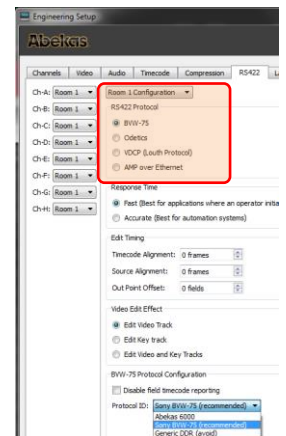 Engineering Setup
Abekas
Channels Video Audio Timecode Compression RS422
Ch-A: Room 1 Room 1 Configuration
Ch-B: Room 1 RS422 Protocol
Ch-C: Room 1 BVW-75
Ch-D: Room 1 Odetics
Ch-E: Room 1 VDCP (Louth Protocol)
Ch-F: Room 1 AMP over Ethernet
Ch-G: Room 1 Response Time
Ch-H: Room 1 Fast (Best for applications where an operator initia
Accurate (Best for automation systems)
Edit Timing
Timecode Alignment: 0 frames
Source Alignment: 0 frames
Out Point Offset: 0 fields
Video Edit Effect
Edit Video Track
Edit Key track
Edit Video and Key Tracks
BVW-75 Protocol Configuration
Disable field timecode reporting
Protocol ID: Sony BVW-75 (recommended)
Abekas 6000
Sony BVW-75 (recommended)
Generic DDR (avoid)